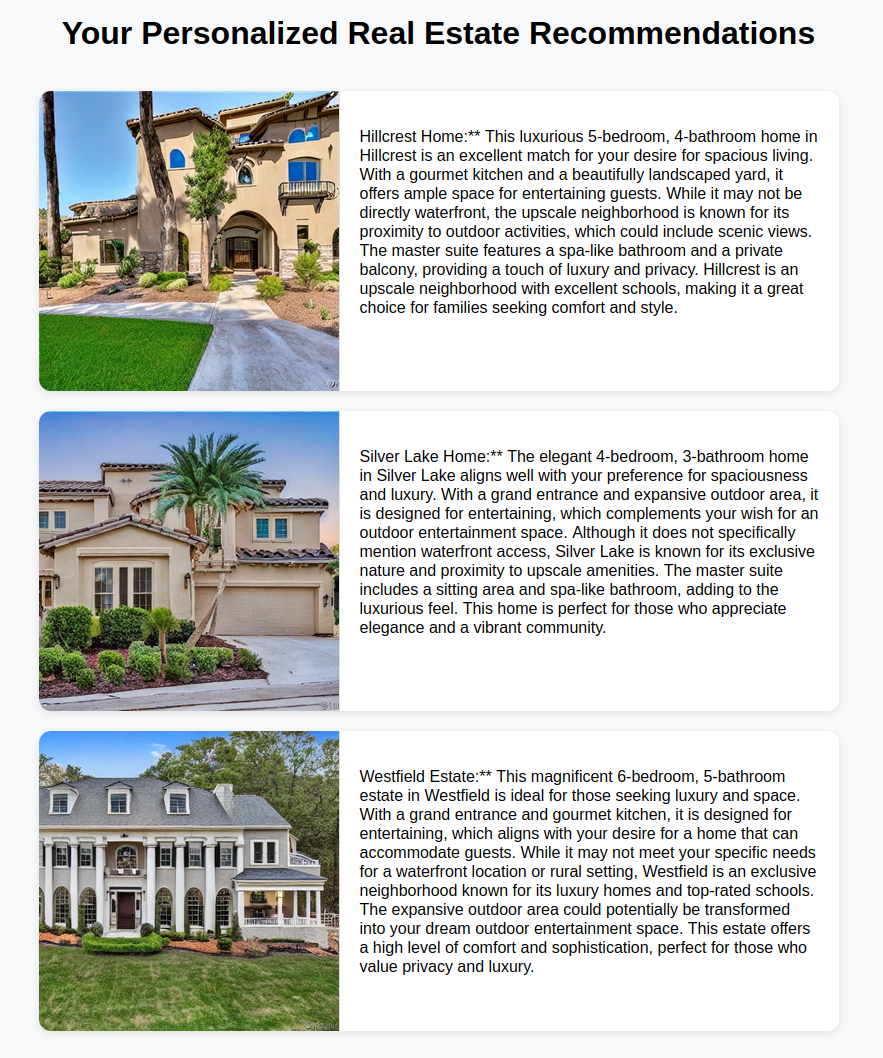 Your Personalized Real Estate Recommendations
Hillcrest Home:** This luxurious 5-bedroom, 4-bathroom home in
Hillcrest is an excellent match for your desire for spacious living.
With a gourmet kitchen and a beautifully landscaped yard, it
offers ample space for entertaining guests. While it may not be
directly waterfront, the upscale neighborhood is known for its
proximity to outdoor activities, which could include scenic views.
The master suite features a spa-like bathroom and a private
balcony, providing a touch of luxury and privacy. Hillcrest is an
upscale neighborhood with excellent schools, making it a great
choice for families seeking comfort and style.
Silver Lake Home:** The elegant 4-bedroom, 3-bathroom home
in Silver Lake aligns well with your preference for spaciousness
and luxury. With a grand entrance and expansive outdoor area, it
is designed for entertaining, which complements your wish for an
outdoor entertainment space. Although it does not specifically
mention waterfront access, Silver Lake is known for its exclusive
nature and proximity to upscale amenities. The master suite
includes a sitting area and spa-like bathroom, adding to the
luxurious feel. This home is perfect for those who appreciate
elegance and a vibrant community.
Westfield Estate:** This magnificent 6-bedroom, 5-bathroom
estate in Westfield is ideal for those seeking luxury and space.
With a grand entrance and gourmet kitchen, it is designed for
entertaining, which aligns with your desire for a home that can
accommodate guests. While it may not meet your specific needs
for a waterfront location or rural setting, Westfield is an exclusive
neighborhood known for its luxury homes and top-rated schools.
The expansive outdoor area could potentially be transformed
into your dream outdoor entertainment space. This estate offers
a high level of comfort and sophistication, perfect for those who
value privacy and luxury.